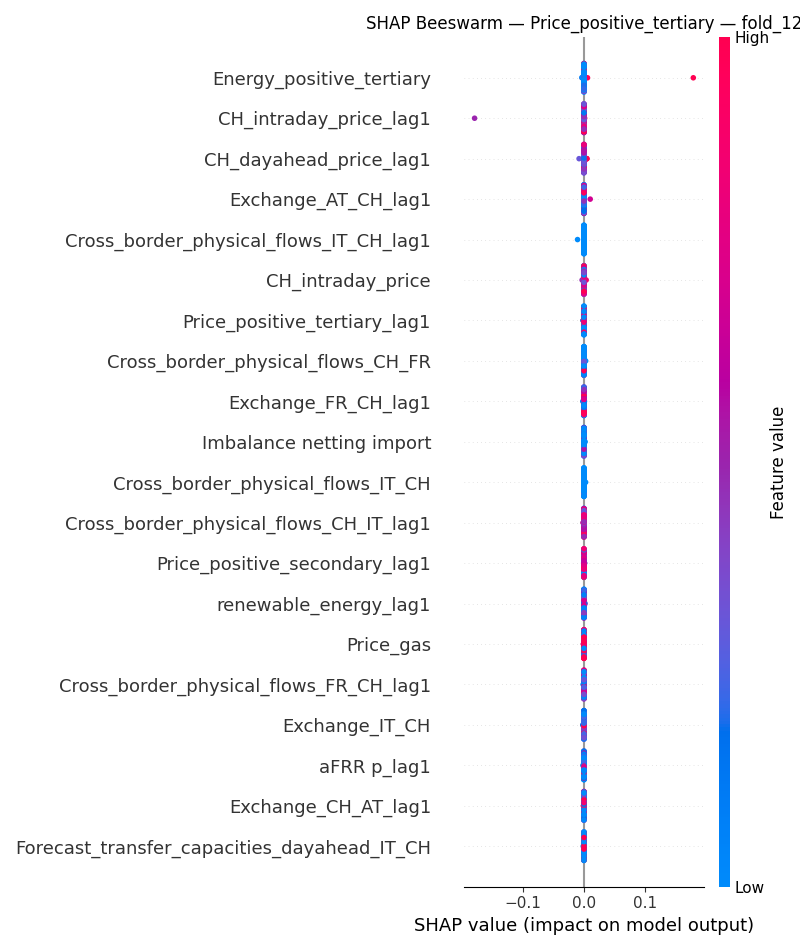 SHAP Beeswarm — Price_positive_tertiary — fold_12
High
Energy_positive_tertiary
CH_intraday_price_lag1
CH_dayahead_price_lag1
Exchange_AT_CH_lag1
Cross_border_physical_flows_IT_CH_lag1
CH_intraday_price
Price_positive_tertiary_lag1
Cross_border_physical_flows_CH_FR
Exchange_FR_CH_lag1
Imbalance netting import
Cross_border_physical_flows_IT_CH
Cross_border_physical_flows_CH_IT_lag1
Price_positive_secondary_lag1
renewable_energy_lag1
Price_gas
Cross_border_physical_flows_FR_CH_lag1
Exchange_IT_CH
aFRR p_lag1
Exchange_CH_AT_lag1
Forecast_transfer_capacities_dayahead_IT_CH
Feature value
Low
−0.1 0.0 0.1
SHAP value (impact on model output)